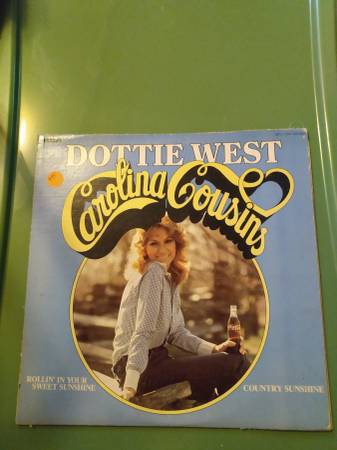 DOTTIE WEST
Carolina Cousins
ROLLIN' IN YOUR
SWEET SUNSHINE
COUNTRY SUNSHINE